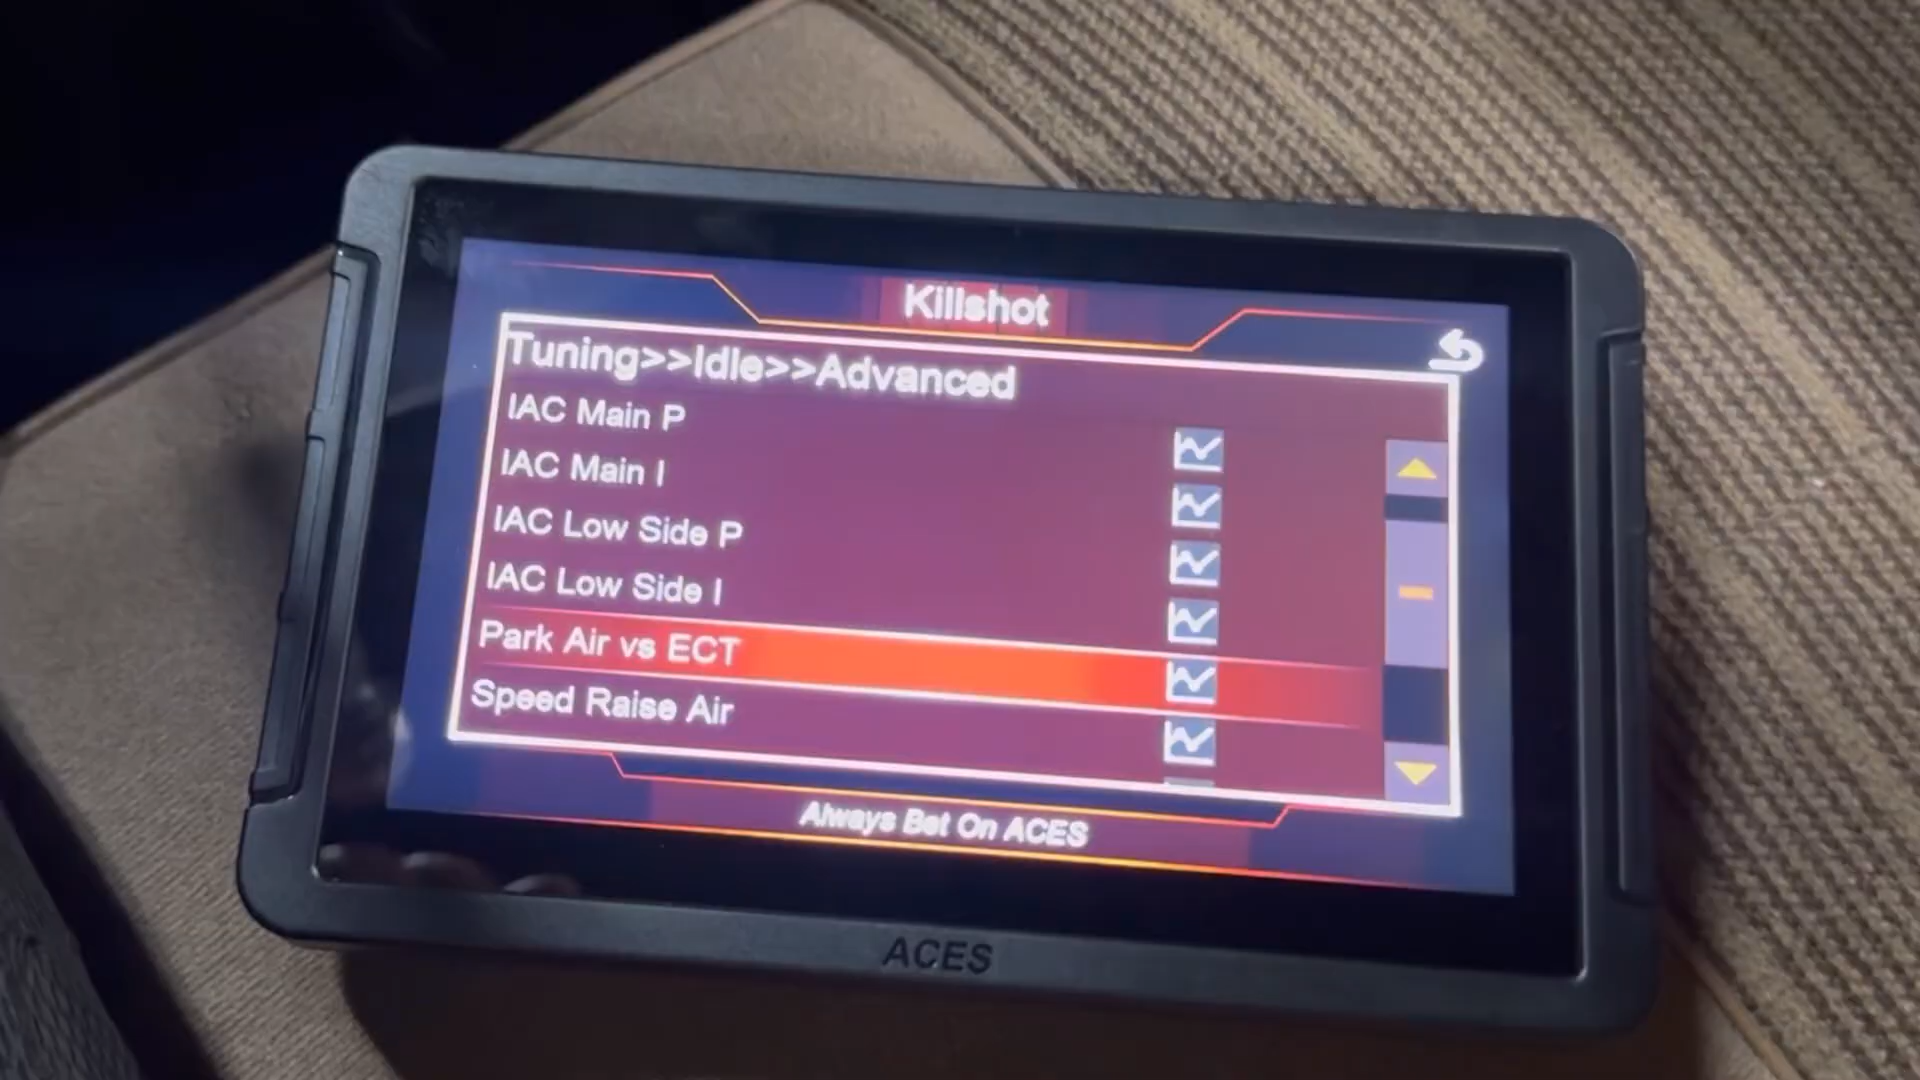 Killshot
Tuning>>Idle>>Advanced
IAC Main P
IAC Main I
IAC Low Side P
IAC Low Side I
Park Air vs ECT
Speed Raise Air
Always Bet On ACES
ACES